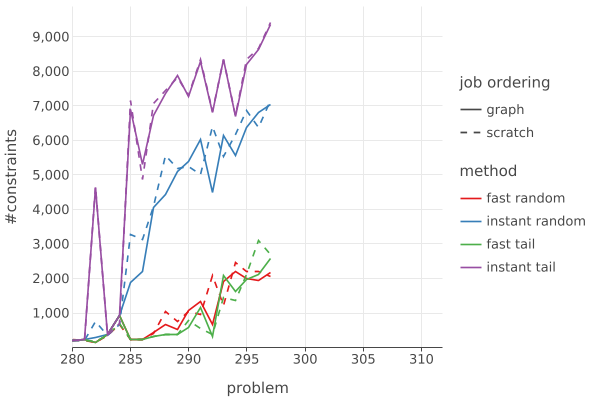 9,000
8,000
7,000
6,000
5,000
4,000
3,000
2,000
1,000
#constraints
280
285
290
295
300
305
310
problem
job ordering
graph
scratch
method
fast random
instant random
fast tail
instant tail